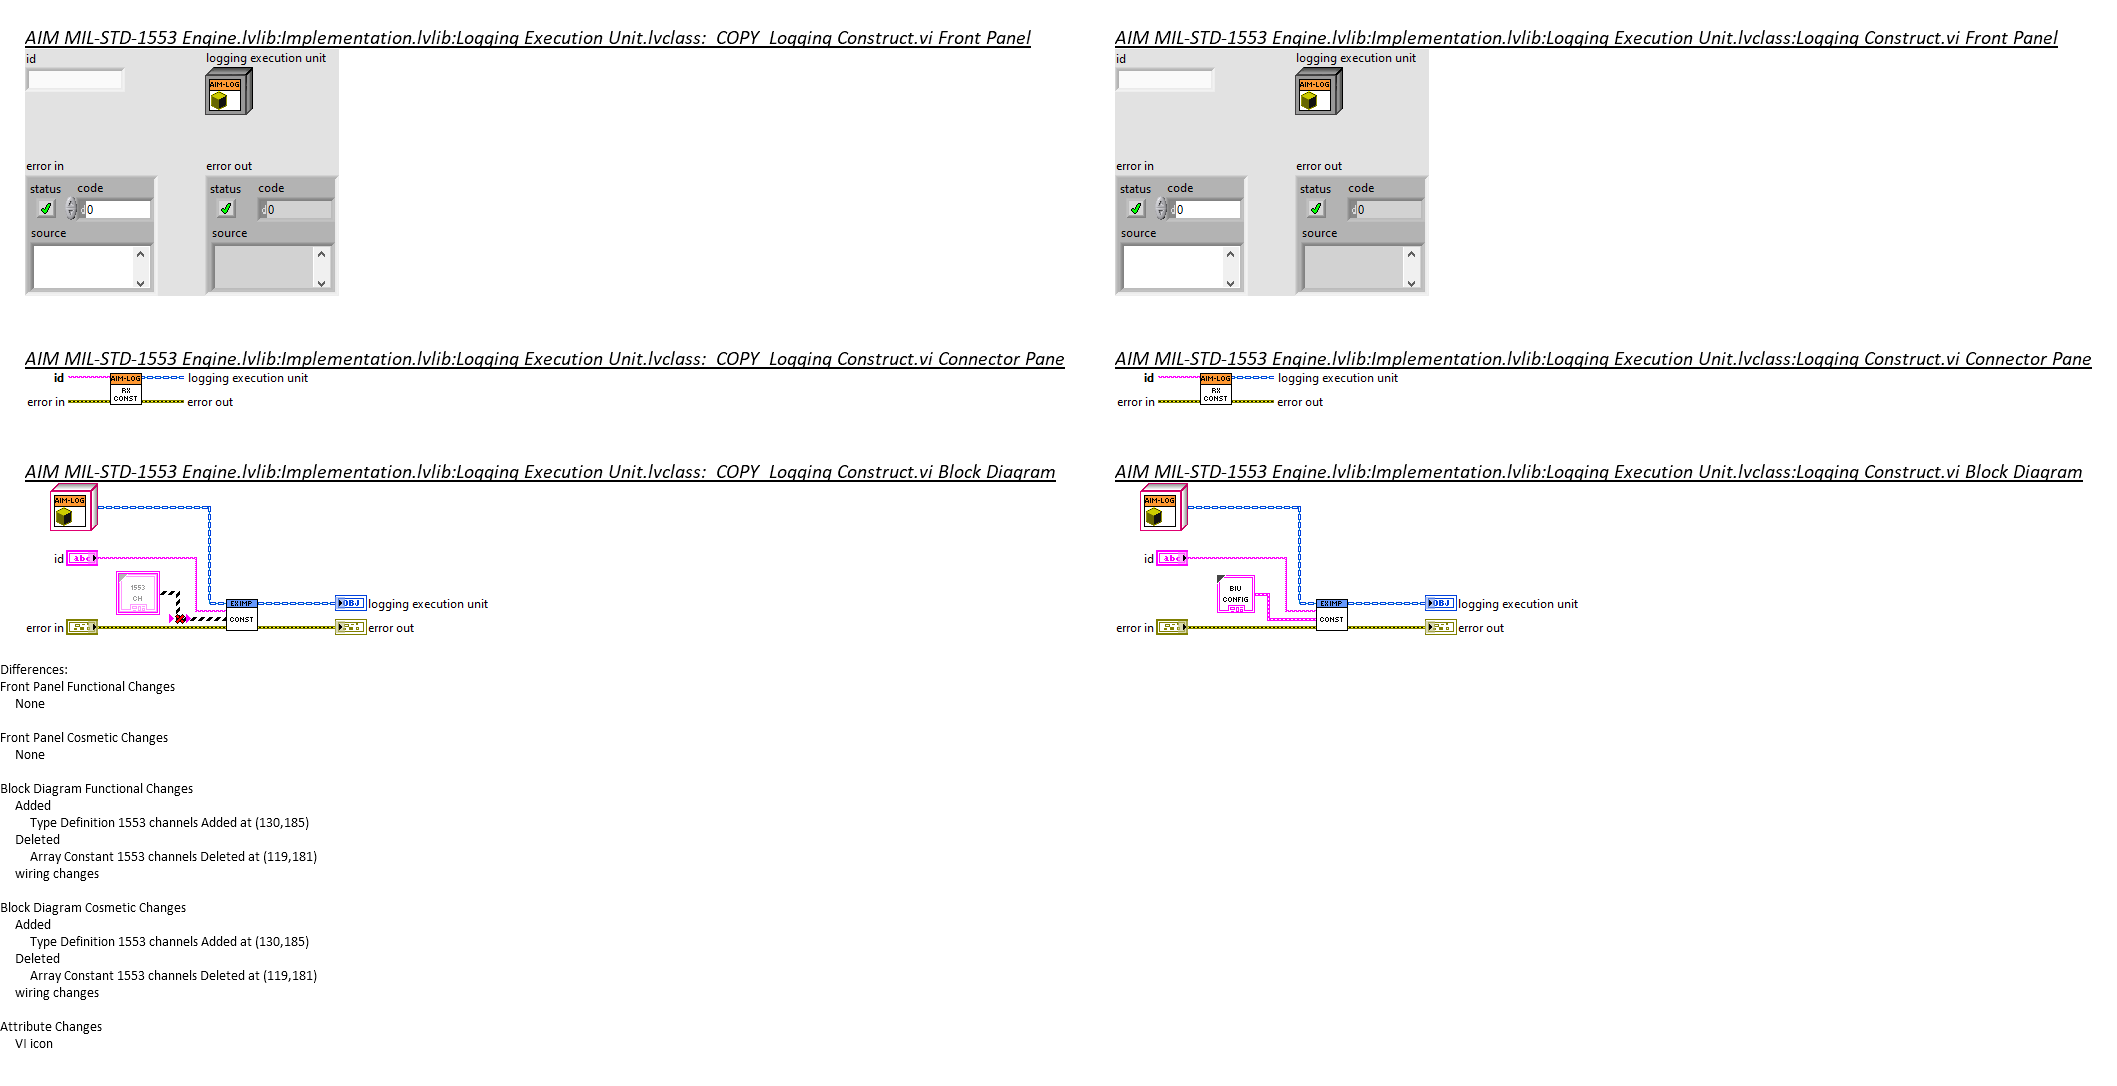 AIM MIL-STD-1553 Engine.lvlib:Implementation.lvlib:Logging Execution Unit.lvclass:_COPY_Logging Construct.vi Front Panel
id
logging execution unit
AIM-LOG
error in
error out
status code
status code
d0
d0
source
source
AIM MIL-STD-1553 Engine.lvlib:Implementation.lvlib:Logging Execution Unit.lvclass:Logging Construct.vi Front Panel
id
logging execution unit
AIM-LOG
error in
error out
status code
status code
d0
d0
source
source
AIM MIL-STD-1553 Engine.lvlib:Implementation.lvlib:Logging Execution Unit.lvclass:_COPY_Logging Construct.vi Connector Pane
id
AIM-LOG
logging execution unit
RX
CONST
error in
error out
AIM MIL-STD-1553 Engine.lvlib:Implementation.lvlib:Logging Execution Unit.lvclass:Logging Construct.vi Connector Pane
id
AIM-LOG
logging execution unit
RX
CONST
error in
error out
AIM MIL-STD-1553 Engine.lvlib:Implementation.lvlib:Logging Execution Unit.lvclass:_COPY_Logging Construct.vi Block Diagram
AIM-LOG
id
abc
1553
CH
EXIMP
CONST
OBJ
logging execution unit
error in
error out
AIM MIL-STD-1553 Engine.lvlib:Implementation.lvlib:Logging Execution Unit.lvclass:Logging Construct.vi Block Diagram
AIM-LOG
id
abc
BIU
CONFIG
EXIMP
CONST
OBJ
logging execution unit
error in
error out
Differences:
Front Panel Functional Changes
None
Front Panel Cosmetic Changes
None
Block Diagram Functional Changes
Added
Type Definition 1553 channels Added at (130,185)
Deleted
Array Constant 1553 channels Deleted at (119,181)
wiring changes
Block Diagram Cosmetic Changes
Added
Type Definition 1553 channels Added at (130,185)
Deleted
Array Constant 1553 channels Deleted at (119,181)
wiring changes
Attribute Changes
VI icon